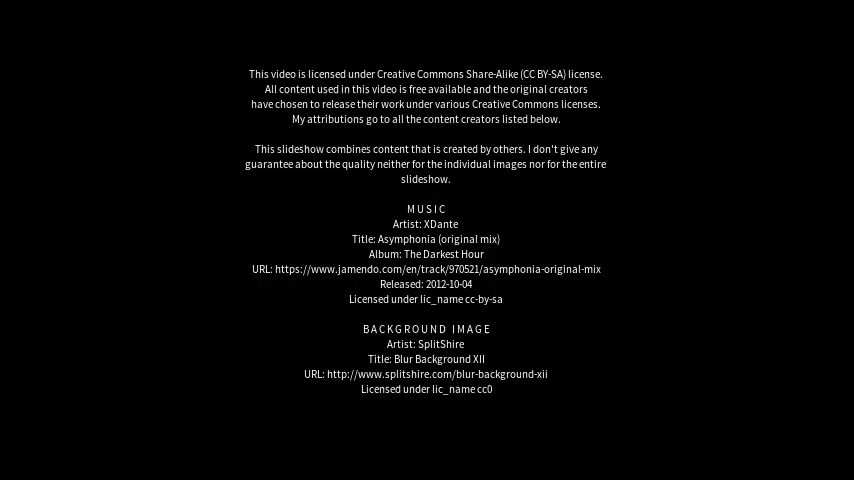 This video is licensed under Creative Commons Share-Alike (CC BY-SA) license.
All content used in this video is free available and the original creators
have chosen to release their work under various Creative Commons licenses.
My attributions go to all the content creators listed below.
This slideshow combines content that is created by others. I don't give any
guarantee about the quality neither for the individual images nor for the entire
slideshow.
MUSIC
Artist: XDante
Title: Asymphonia (original mix)
Album: The Darkest Hour
URL: https://www.jamendo.com/en/track/970521/asymphonia-original-mix
Released: 2012-10-04
Licensed under lic_name cc-by-sa
BACKGROUND IMAGE
Artist: SplitShire
Title: Blur Background XII
URL: http://www.splitshire.com/blur-background-xii
Licensed under lic_name cc0